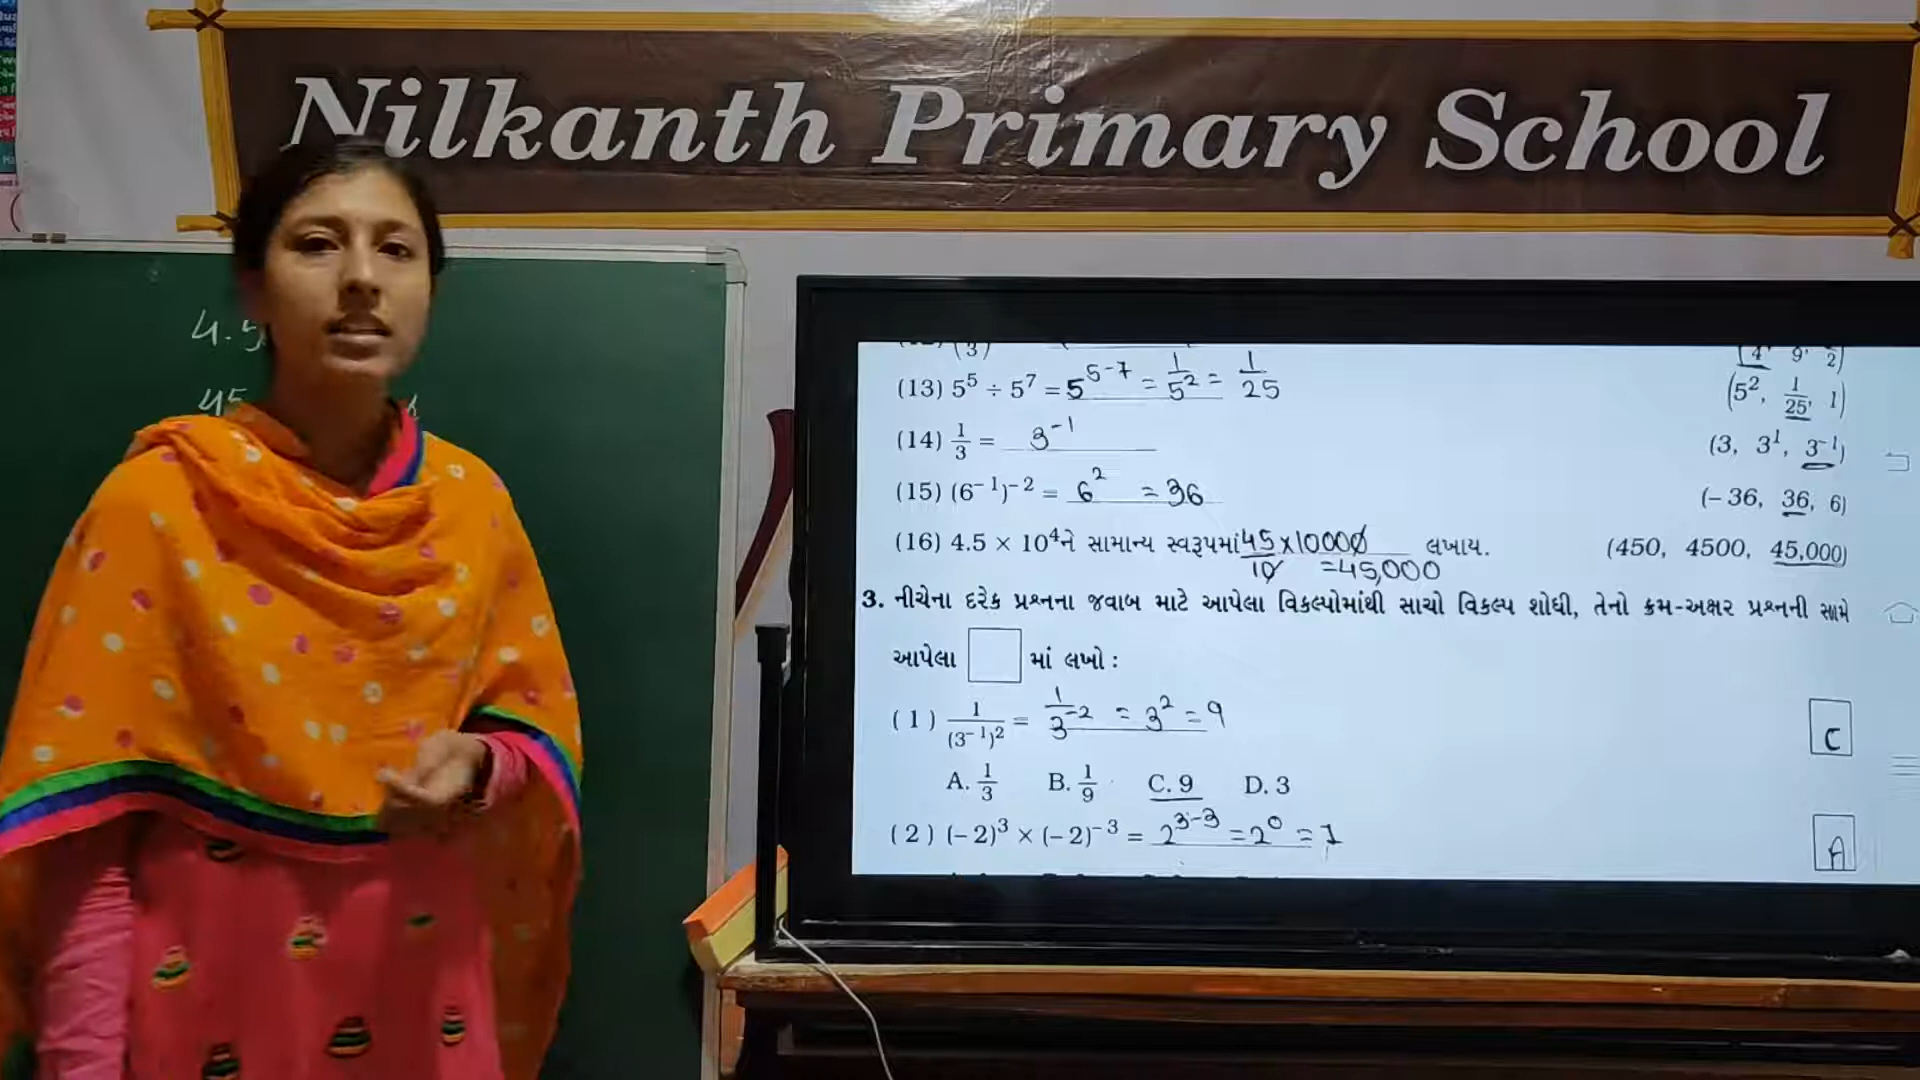 Nilkanth Primary School
4.5
45
(13) 5⁵ ÷ 5⁷ = 5⁵⁻⁷ = 1/5² = 1/25 (5², 1/25, 1)
(14) 1/3 = 3⁻¹ (3, 3¹, 3⁻¹)
(15) (6⁻¹)⁻² = 6² = 36 (– 36, 36, 6)
(16) 4.5 × 10⁴ને સામાન્ય સ્વરૂપમાં 45/10 × 10000 લખાય. (450, 4500, 45,000)
= 45,000
3. નીચેના દરેક પ્રશ્નના જવાબ માટે આપેલા વિકલ્પોમાંથી સાચો વિકલ્પ શોધી, તેનો ક્રમ-અક્ષર પ્રશ્નની સામે
આપેલા માં લખો :
(1) 1/(3⁻¹)² = 1/3⁻² = 3² = 9 C
A. 1/3 B. 1/9 C. 9 D. 3
(2) (– 2)³ × (– 2)⁻³ = 2³⁻³ = 2⁰ = 1 A